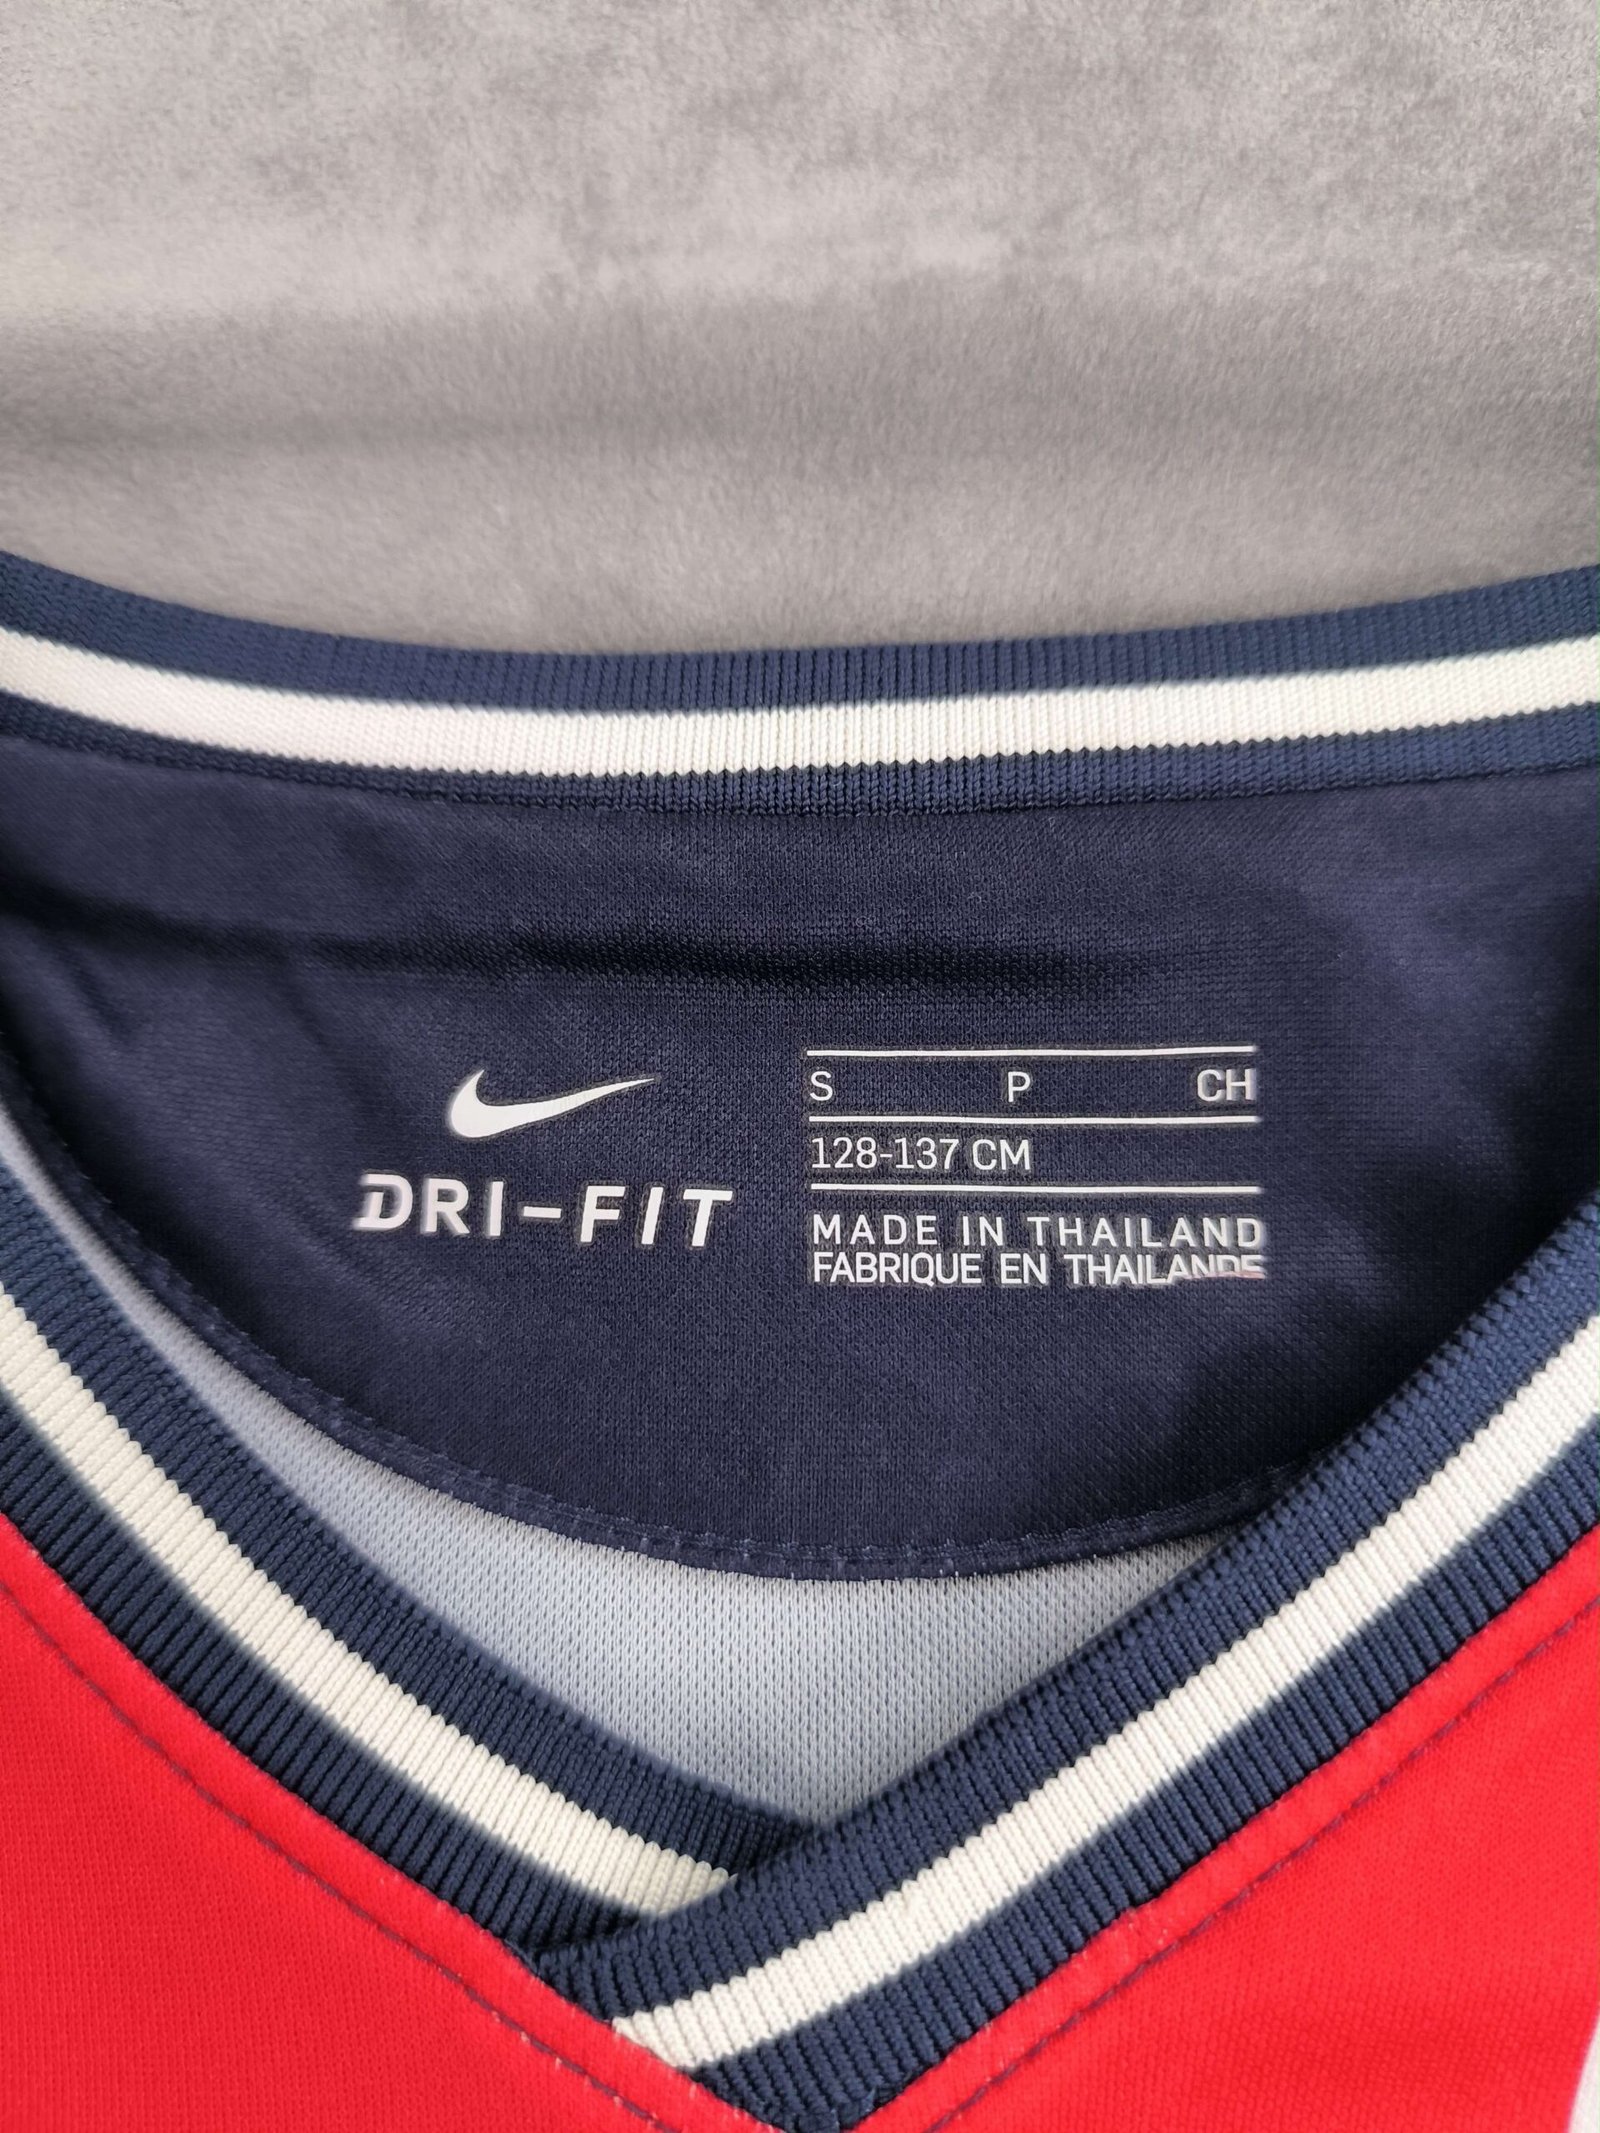 DRI-FIT
S P CH
128-137 CM
MADE IN THAILAND
FABRIQUE EN THAILANDE